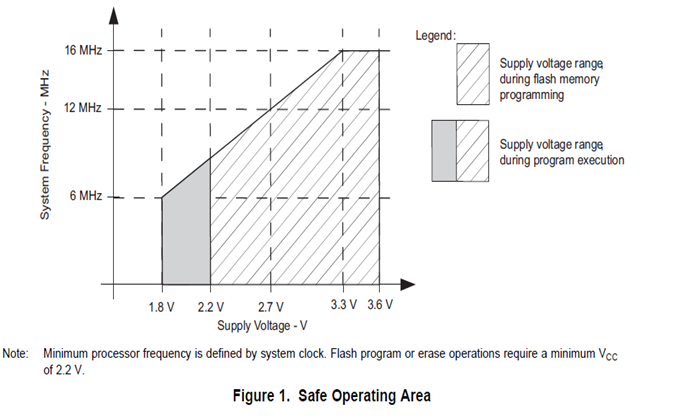 Legend:
16 MHz
Supply voltage range,
during flash memory
programming
12 MHz
System Frequency - MHz
Supply voltage range,
during program execution
6 MHz
1.8 V 2.2 V 2.7 V 3.3 V 3.6 V
Supply Voltage - V
Note: Minimum processor frequency is defined by system clock. Flash program or erase operations require a minimum VCC
of 2.2 V.
Figure 1. Safe Operating Area